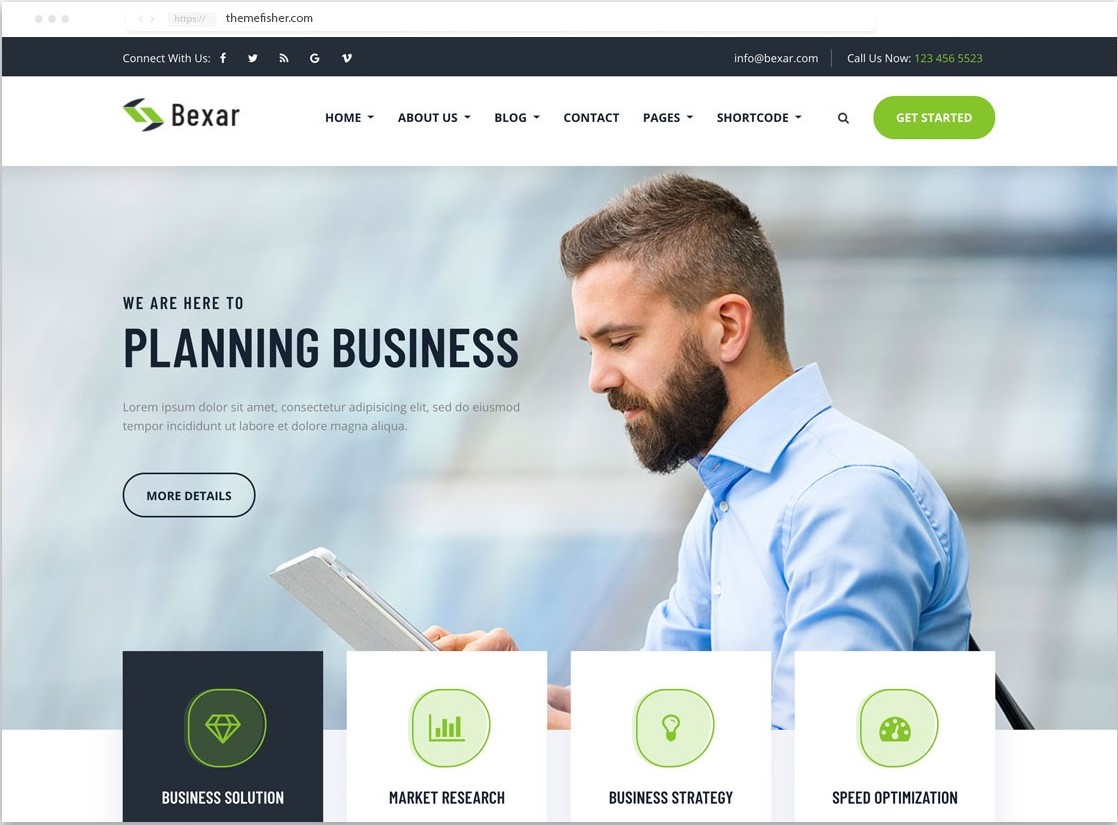 https://
themefisher.com
Connect With Us:
info@bexar.com
Call Us Now: 123 456 5523
Bexar
HOME
ABOUT US
BLOG
CONTACT
PAGES
SHORTCODE
GET STARTED
WE ARE HERE TO
PLANNING BUSINESS
Lorem ipsum dolor sit amet, consectetur adipisicing elit, sed do eiusmod
tempor incididunt ut labore et dolore magna aliqua.
MORE DETAILS
BUSINESS SOLUTION
MARKET RESEARCH
BUSINESS STRATEGY
SPEED OPTIMIZATION